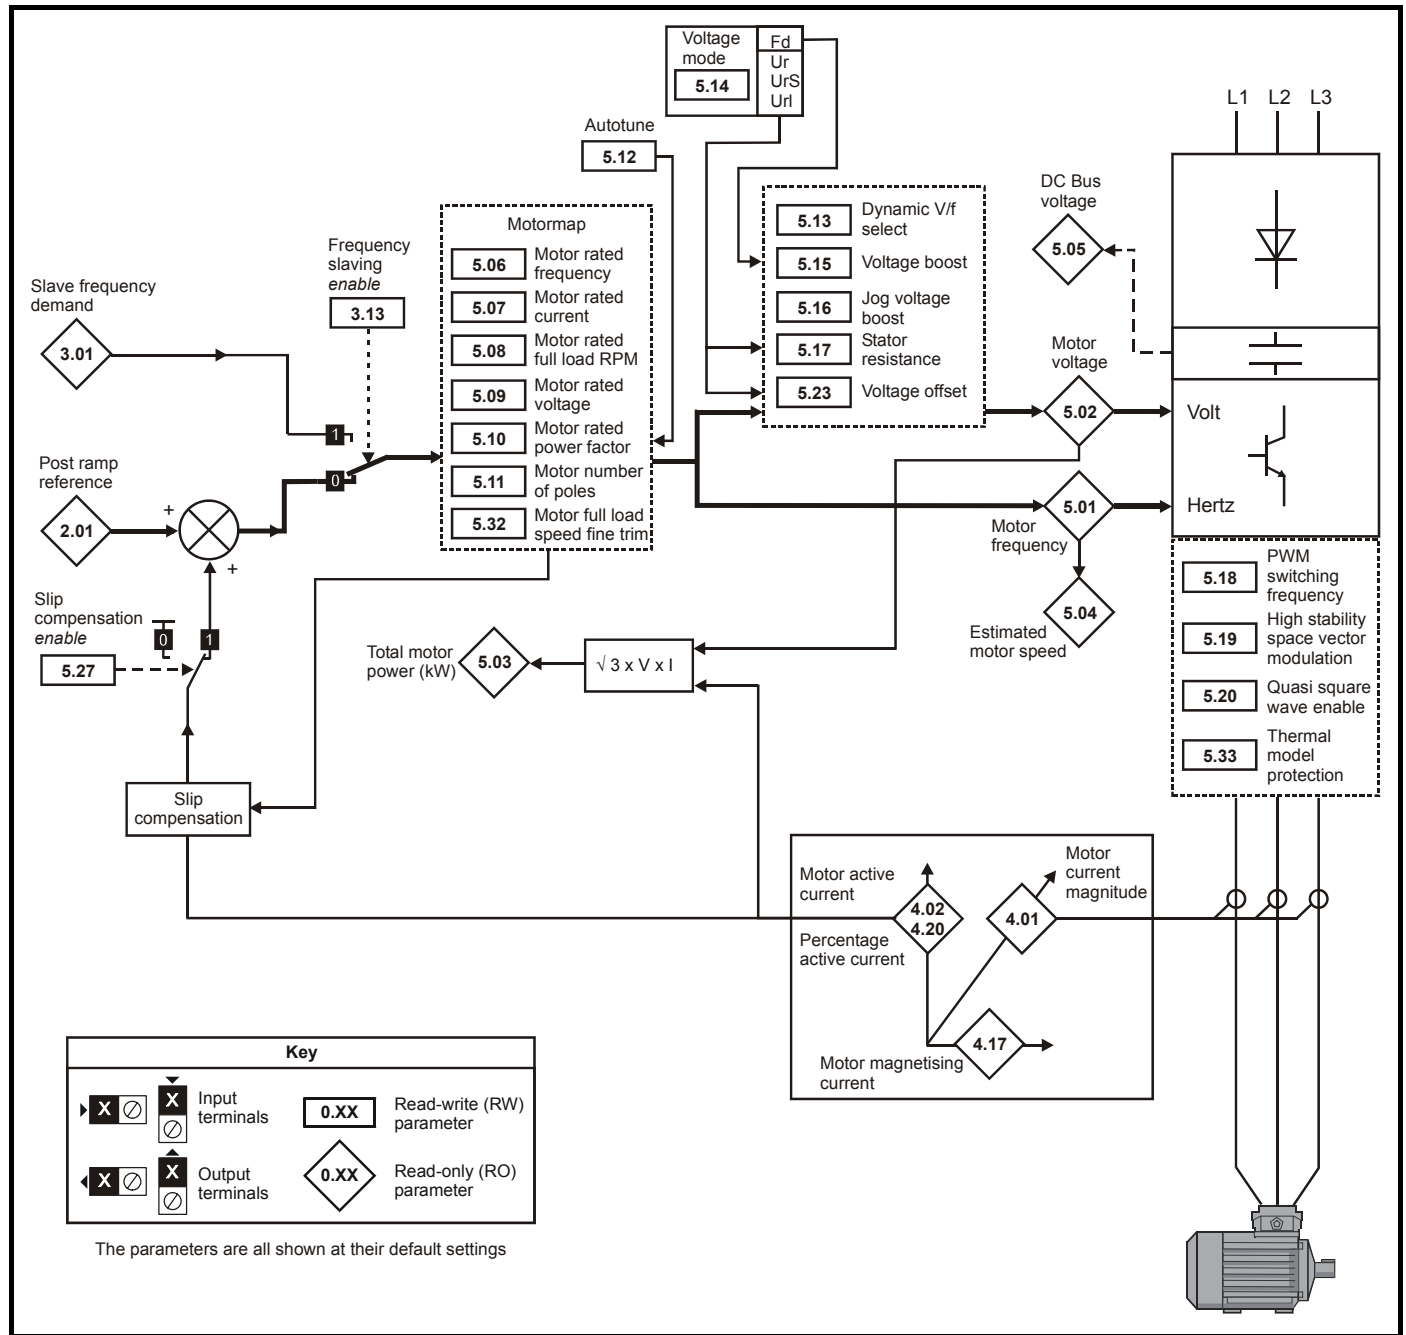 Voltage
mode
5.14
Fd
Ur
UrS
UrI
Autotune
5.12
L1 L2 L3
DC Bus
voltage
5.05
Frequency
slaving
enable
3.13
Slave frequency
demand
3.01
Motormap
5.06 Motor rated
frequency
5.07 Motor rated
current
5.08 Motor rated
full load RPM
5.09 Motor rated
voltage
5.10 Motor rated
power factor
5.11 Motor number
of poles
5.32 Motor full load
speed fine trim
5.13 Dynamic V/f
select
5.15 Voltage boost
5.16 Jog voltage
boost
5.17 Stator
resistance
5.23 Voltage offset
Motor
voltage
5.02
Volt
1
0
Post ramp
reference
2.01
+
+
5.01
Motor
frequency
Hertz
5.04
Estimated
motor speed
5.18 PWM
switching
frequency
5.19 High stability
space vector
modulation
5.20 Quasi square
wave enable
5.33 Thermal
model
protection
Slip
compensation
enable
5.27
0 1
Total motor
power (kW)
5.03
√ 3 x V x I
Slip
compensation
Motor active
current
4.02
4.20
Percentage
active current
4.01
Motor
current
magnitude
4.17
Motor magnetising
current
Key
X X Input
terminals
0.XX Read-write (RW)
parameter
X X Output
terminals
0.XX Read-only (RO)
parameter
The parameters are all shown at their default settings